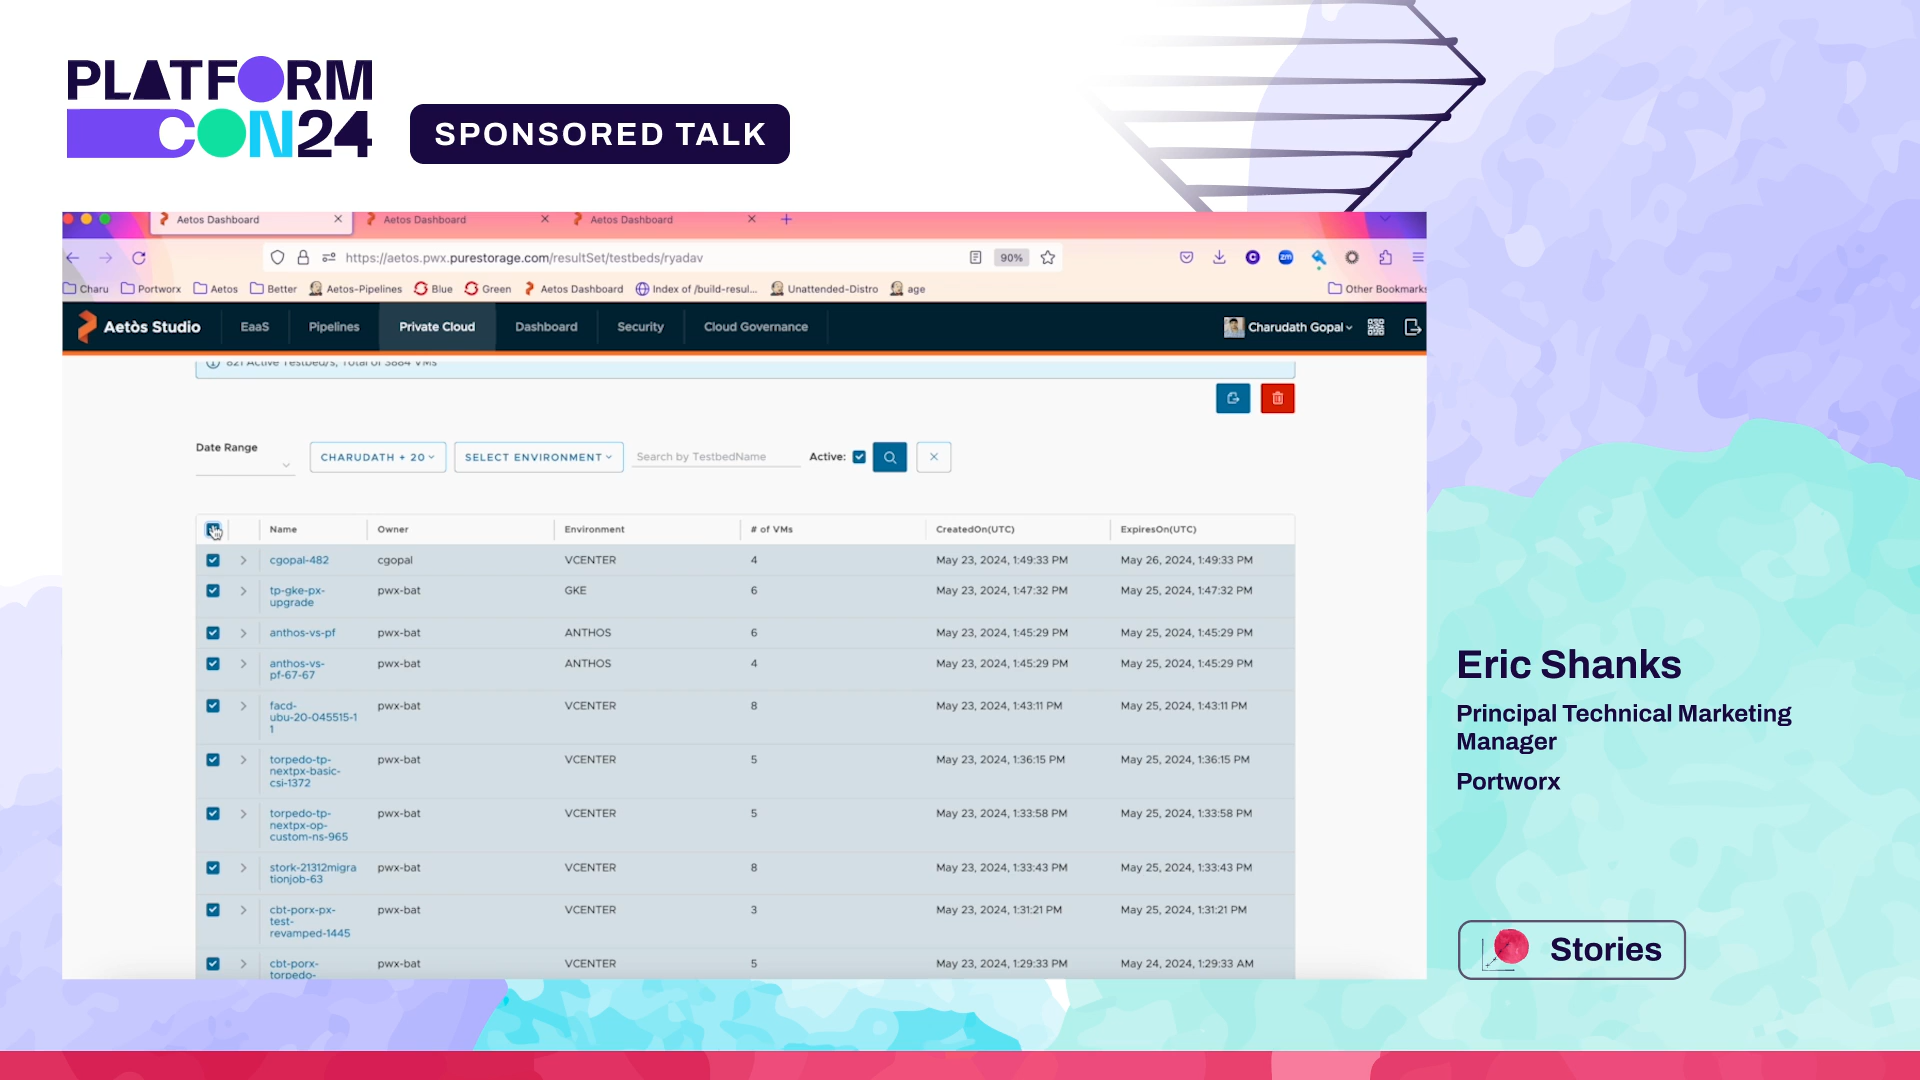 PLATFORM
CON24
SPONSORED TALK
Aetos Dashboard
Aetos Dashboard
Aetos Dashboard
https://aetos.pwx.purestorage.com/resultSet/testbeds/ryadav
90%
zm
Charu
Portworx
Aetos
Better
Aetos-Pipelines
Blue
Green
Aetos Dashboard
Index of /build-resul...
Unattended-Distro
age
Other Bookmarks
Aetòs Studio
EaaS
Pipelines
Private Cloud
Dashboard
Security
Cloud Governance
Charudath Gopal
821 Active Testbed/s, Total of 3884 VMs
Date Range
CHARUDATH + 20
SELECT ENVIRONMENT
Search by TestbedName
Active:
Name Owner Environment # of VMs CreatedOn(UTC) ExpiresOn(UTC)
cgopal-482 cgopal VCENTER 4 May 23, 2024, 1:49:33 PM May 26, 2024, 1:49:33 PM
tp-gke-px- pwx-bat GKE 6 May 23, 2024, 1:47:32 PM May 25, 2024, 1:47:32 PM
upgrade
anthos-vs-pf pwx-bat ANTHOS 6 May 23, 2024, 1:45:29 PM May 25, 2024, 1:45:29 PM
anthos-vs- pwx-bat ANTHOS 4 May 23, 2024, 1:45:29 PM May 25, 2024, 1:45:29 PM
pf-67-67
facd- pwx-bat VCENTER 8 May 23, 2024, 1:43:11 PM May 25, 2024, 1:43:11 PM
ubu-20-045515-1
1
torpedo-tp- pwx-bat VCENTER 5 May 23, 2024, 1:36:15 PM May 25, 2024, 1:36:15 PM
nextpx-basic-
csi-1372
torpedo-tp- pwx-bat VCENTER 5 May 23, 2024, 1:33:58 PM May 25, 2024, 1:33:58 PM
nextpx-op-
custom-ns-965
stork-21312migra pwx-bat VCENTER 8 May 23, 2024, 1:33:43 PM May 25, 2024, 1:33:43 PM
tionjob-63
cbt-porx-px- pwx-bat VCENTER 3 May 23, 2024, 1:31:21 PM May 25, 2024, 1:31:21 PM
test-
revamped-1445
cbt-porx- pwx-bat VCENTER 5 May 23, 2024, 1:29:33 PM May 24, 2024, 1:29:33 AM
torpedo-
Eric Shanks
Principal Technical Marketing
Manager
Portworx
Stories